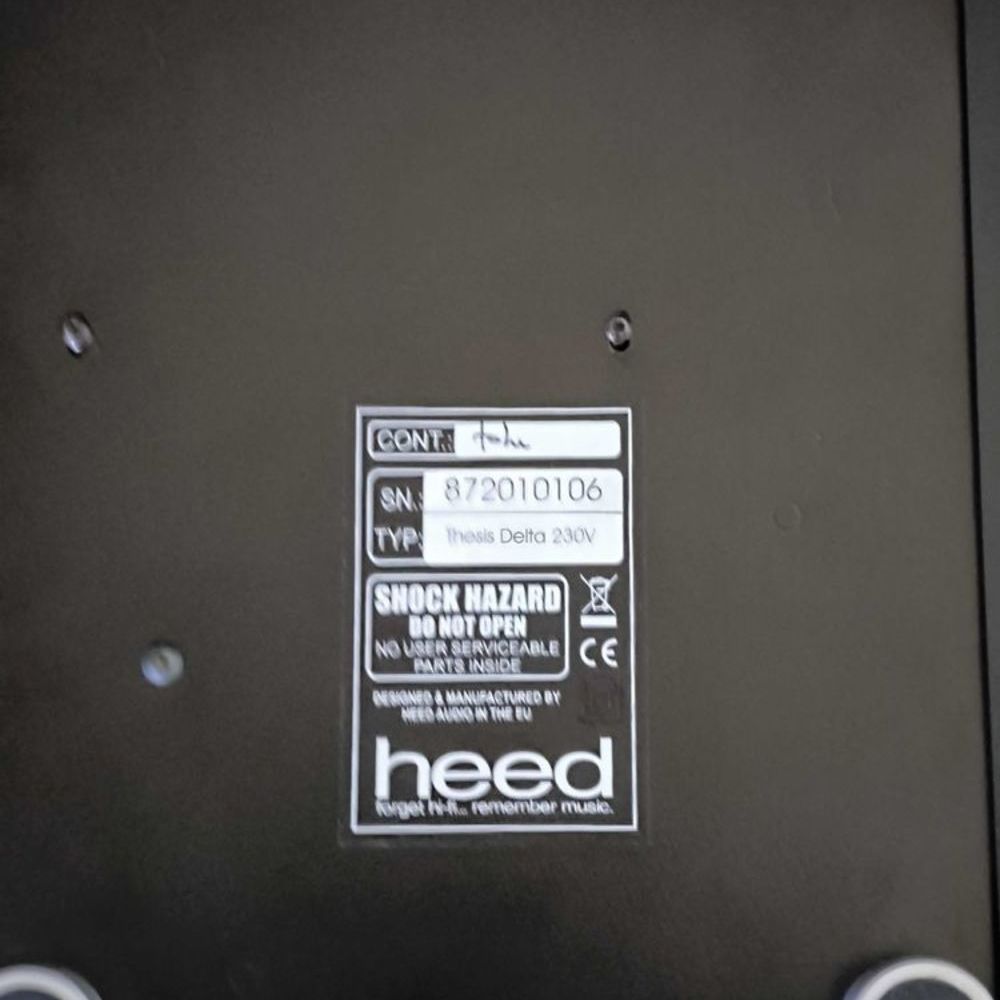 CONT.:
SN.: 872010106
TYP: Thesis Delta 230V
SHOCK HAZARD
DO NOT OPEN
NO USER SERVICEABLE
PARTS INSIDE
CE
DESIGNED & MANUFACTURED BY
HEED AUDIO IN THE EU
heed
forget hi-fi... remember music.